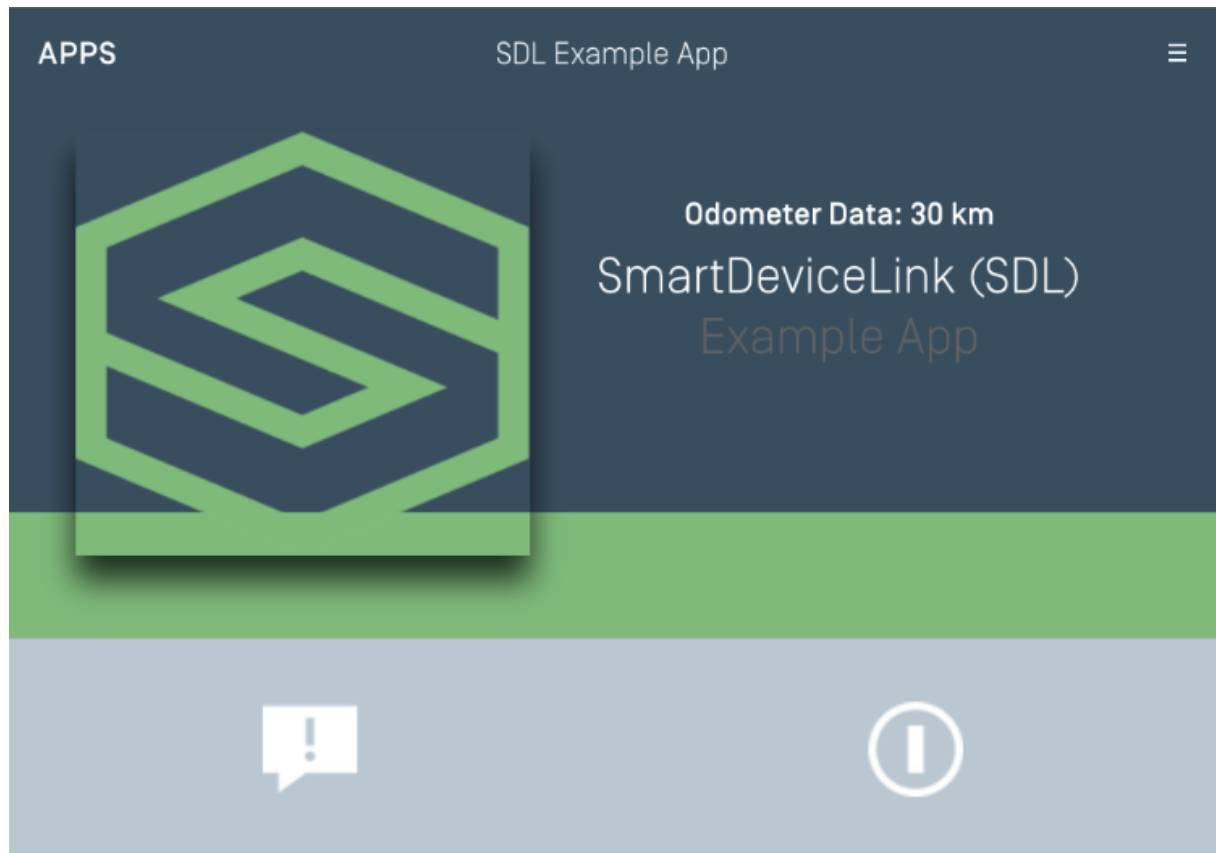 APPS
SDL Example App
Odometer Data: 30 km
SmartDeviceLink (SDL)
Example App